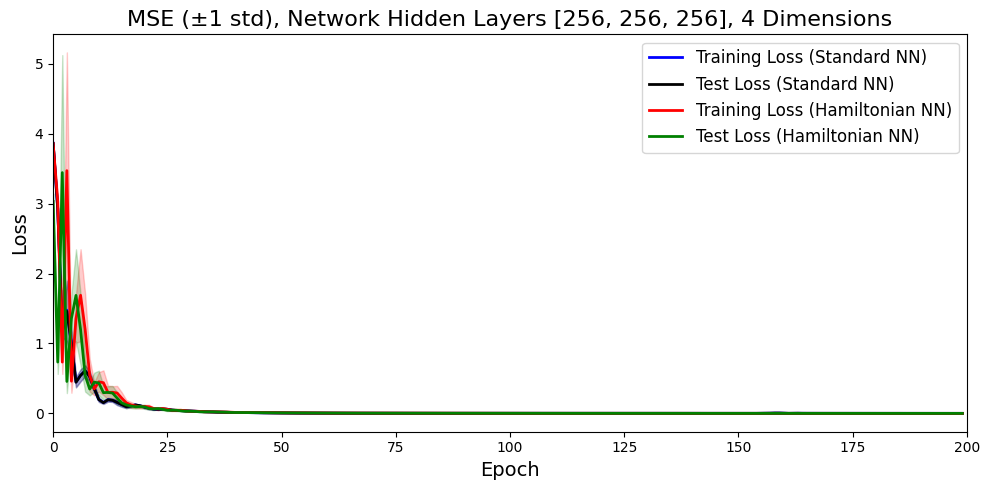 MSE (±1 std), Network Hidden Layers [256, 256, 256], 4 Dimensions
Training Loss (Standard NN)
Test Loss (Standard NN)
Training Loss (Hamiltonian NN)
Test Loss (Hamiltonian NN)
Loss
5
4
3
2
1
0
0 25 50 75 100 125 150 175 200
Epoch